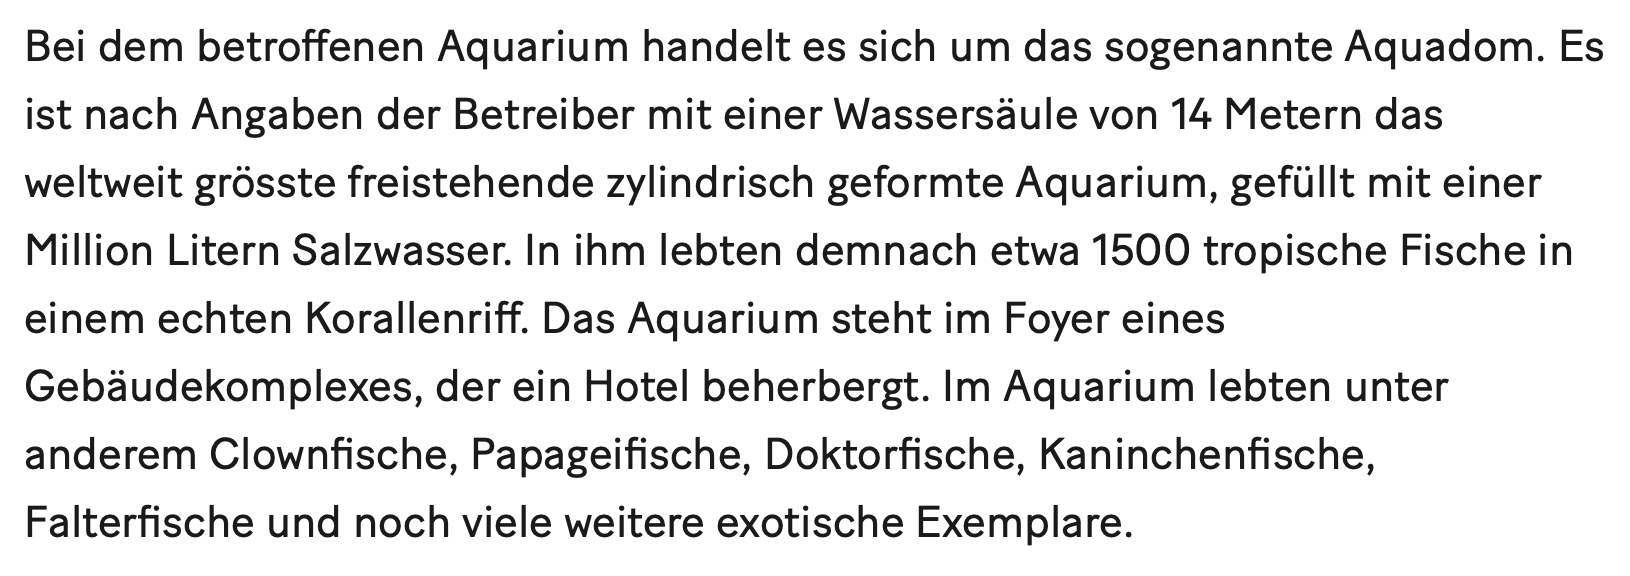 Bei dem betroffenen Aquarium handelt es sich um das sogenannte Aquadom. Es
ist nach Angaben der Betreiber mit einer Wassersäule von 14 Metern das
weltweit grösste freistehende zylindrisch geformte Aquarium, gefüllt mit einer
Million Litern Salzwasser. In ihm lebten demnach etwa 1500 tropische Fische in
einem echten Korallenriff. Das Aquarium steht im Foyer eines
Gebäudekomplexes, der ein Hotel beherbergt. Im Aquarium lebten unter
anderem Clownfische, Papageifische, Doktorfische, Kaninchenfische,
Falterfische und noch viele weitere exotische Exemplare.